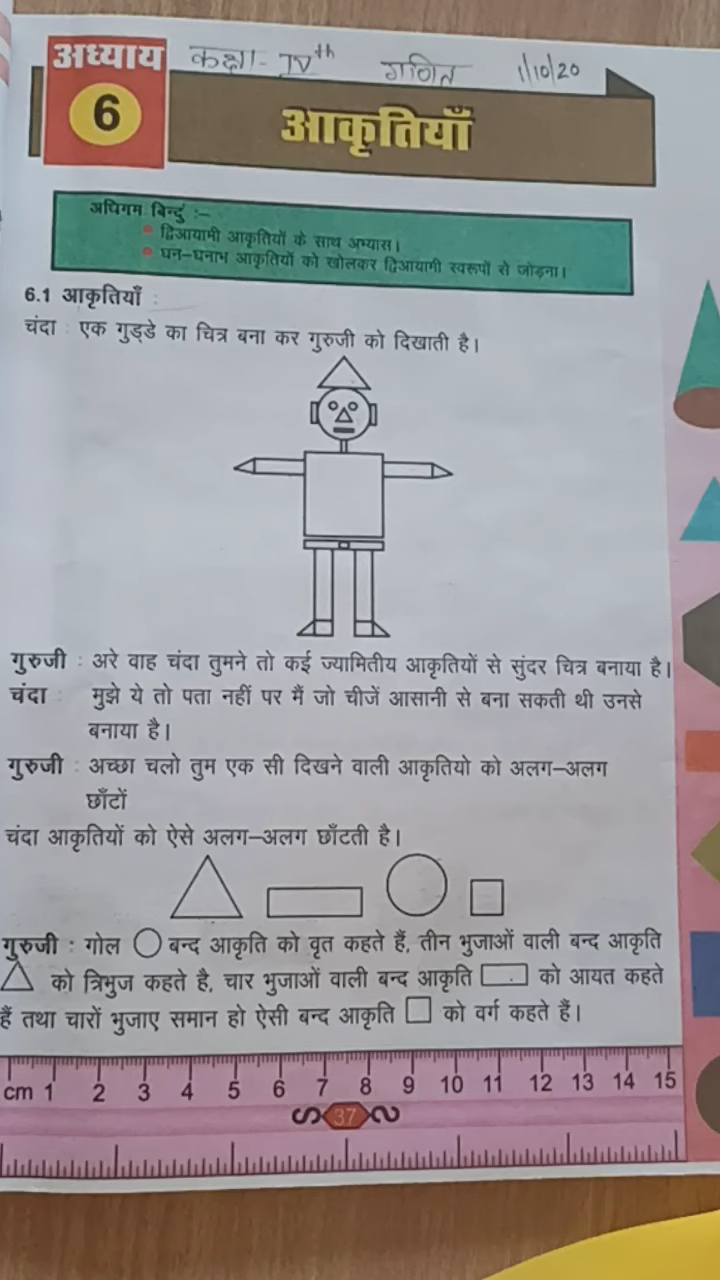 अध्याय
6
कक्षा- IVth गणित 1/10/20
आकृतियाँ
अधिगम बिन्दु :–
• द्विआयामी आकृतियों के साथ अभ्यास।
• घन–घनाभ आकृतियों को खोलकर द्विआयामी स्वरूपों से जोड़ना।
6.1 आकृतियाँ :
चंदा : एक गुड्डे का चित्र बना कर गुरुजी को दिखाती है।
गुरुजी : अरे वाह चंदा तुमने तो कई ज्यामितीय आकृतियों से सुंदर चित्र बनाया है।
चंदा : मुझे ये तो पता नहीं पर मैं जो चीजें आसानी से बना सकती थी उनसे
बनाया है।
गुरुजी : अच्छा चलो तुम एक सी दिखने वाली आकृतियो को अलग–अलग
छाँटों
चंदा आकृतियों को ऐसे अलग–अलग छाँटती है।
गुरुजी : गोल बन्द आकृति को वृत कहते हैं, तीन भुजाओं वाली बन्द आकृति
को त्रिभुज कहते है, चार भुजाओं वाली बन्द आकृति को आयत कहते
हैं तथा चारों भुजाए समान हो ऐसी बन्द आकृति को वर्ग कहते हैं।
cm 1 2 3 4 5 6 7 8 9 10 11 12 13 14 15
37